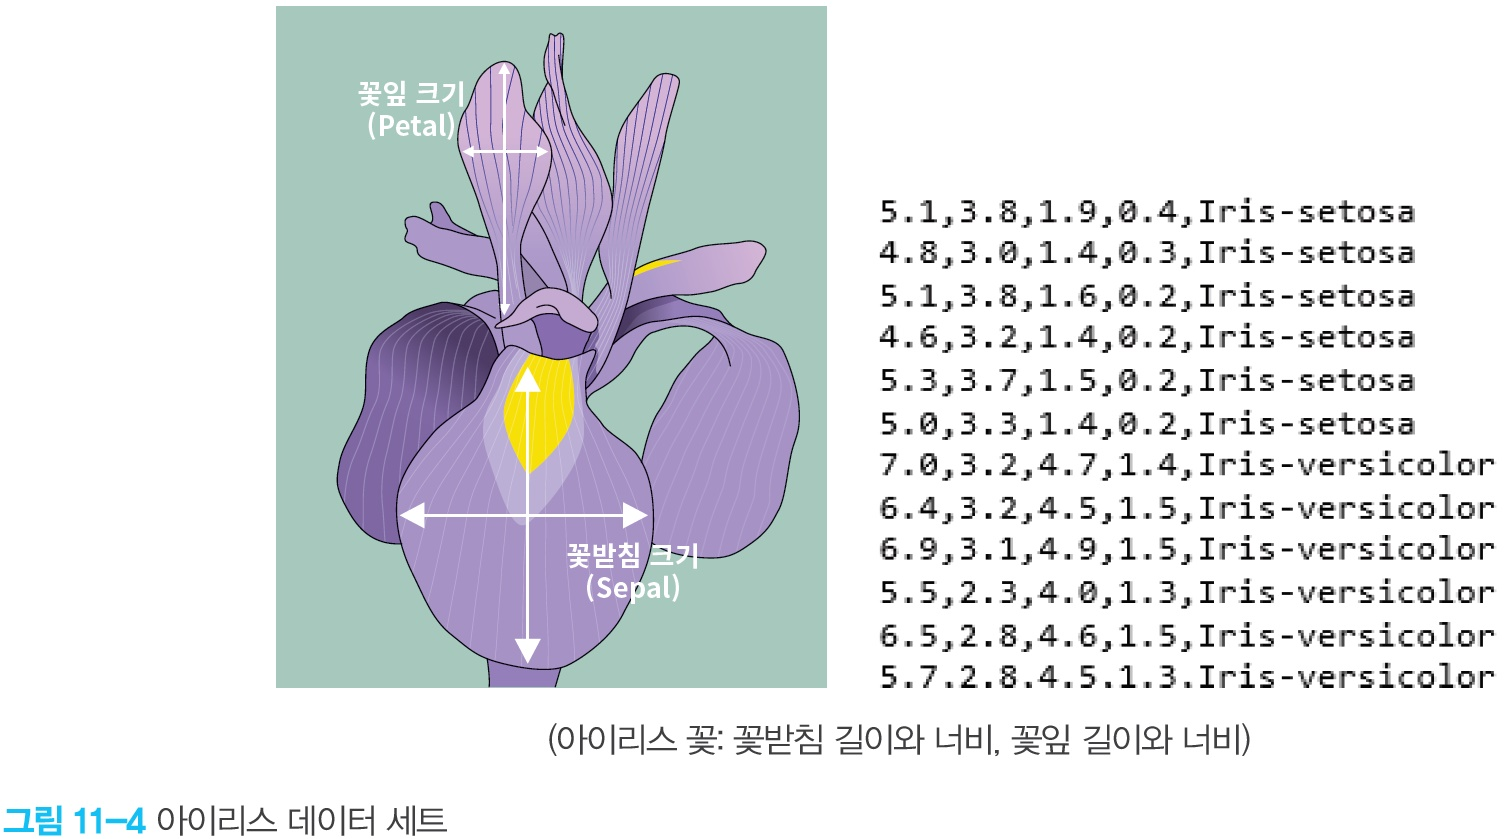 꽃잎 크기
(Petal)
꽃받침 크기
(Sepal)
5.1,3.8,1.9,0.4,Iris-setosa
4.8,3.0,1.4,0.3,Iris-setosa
5.1,3.8,1.6,0.2,Iris-setosa
4.6,3.2,1.4,0.2,Iris-setosa
5.3,3.7,1.5,0.2,Iris-setosa
5.0,3.3,1.4,0.2,Iris-setosa
7.0,3.2,4.7,1.4,Iris-versicolor
6.4,3.2,4.5,1.5,Iris-versicolor
6.9,3.1,4.9,1.5,Iris-versicolor
5.5,2.3,4.0,1.3,Iris-versicolor
6.5,2.8,4.6,1.5,Iris-versicolor
5.7.2.8.4.5.1.3.Iris-versicolor
(아이리스 꽃: 꽃받침 길이와 너비, 꽃잎 길이와 너비)
그림 11-4 아이리스 데이터 세트